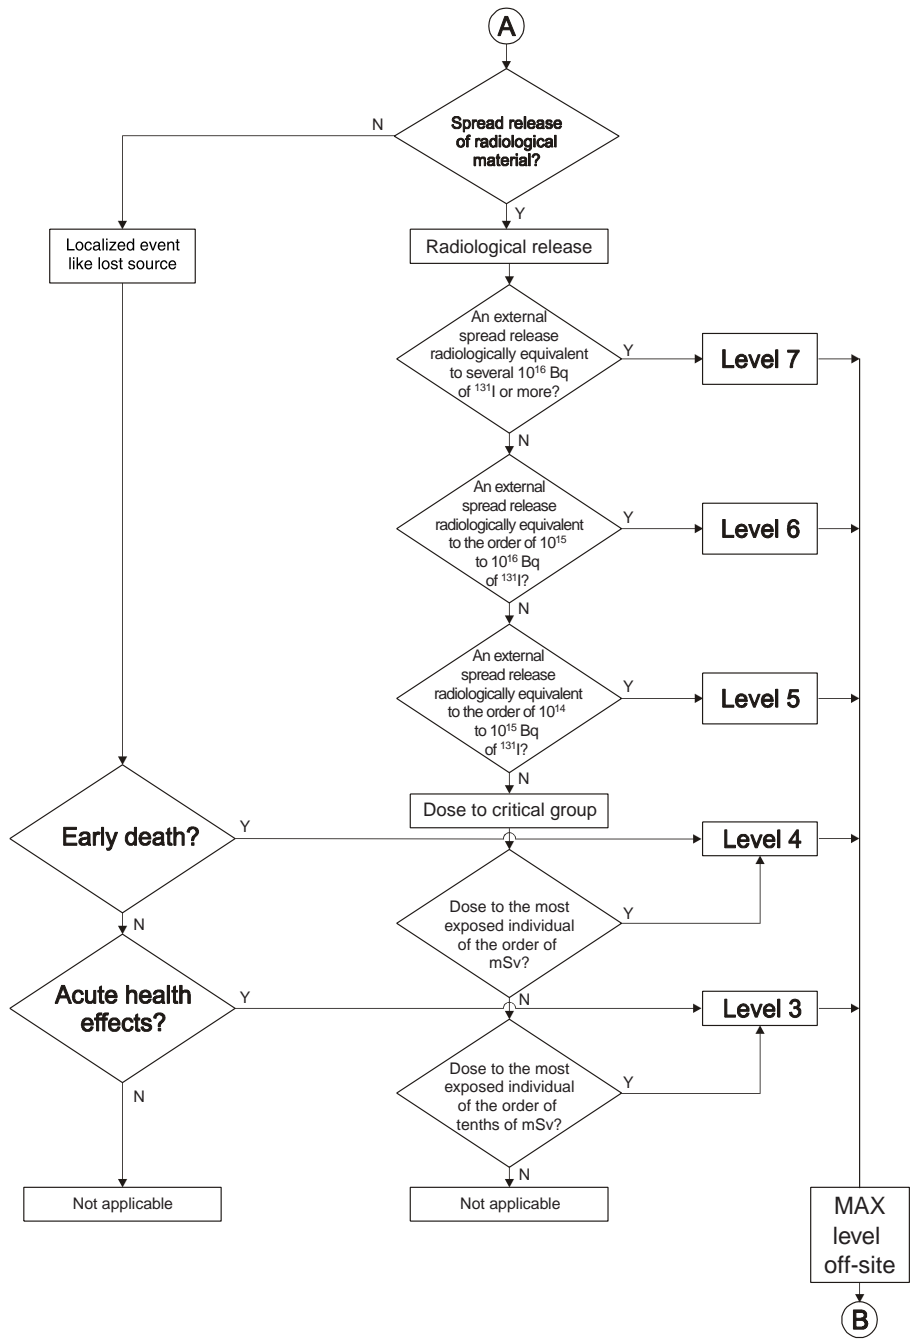 A
Spread release
of radiological
material?
N
Y
Localized event
like lost source
Radiological release
An external
spread release
radiologically equivalent
to several 10¹⁶ Bq
of ¹³¹I or more?
Y
Level 7
N
An external
spread release
radiologically equivalent
to the order of 10¹⁵
to 10¹⁶ Bq
of ¹³¹I?
Y
Level 6
N
An external
spread release
radiologically equivalent
to the order of 10¹⁴
to 10¹⁵ Bq
of ¹³¹I?
Y
Level 5
N
Dose to critical group
Early death?
Y
Level 4
N
Dose to the most
exposed individual
of the order of
mSv?
Y
N
Acute health
effects?
Y
Level 3
N
Dose to the most
exposed individual
of the order of
tenths of mSv?
Y
N
Not applicable
Not applicable
MAX
level
off-site
B